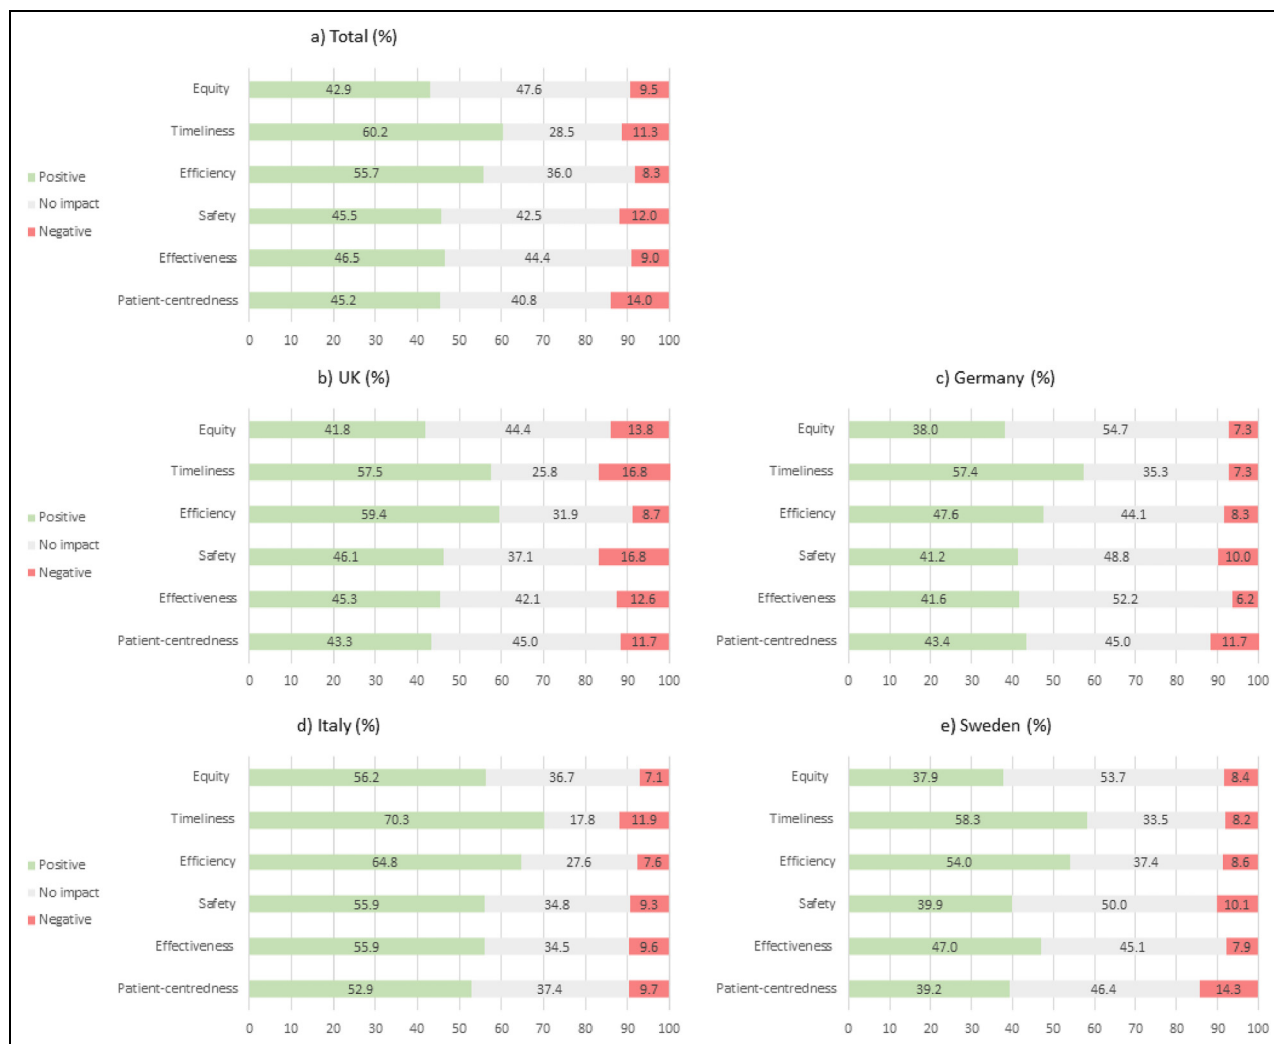 a) Total (%)
Equity 42.9 47.6 9.5
Timeliness 60.2 28.5 11.3
Efficiency 55.7 36.0 8.3
Safety 45.5 42.5 12.0
Effectiveness 46.5 44.4 9.0
Patient-centredness 45.2 40.8 14.0
0 10 20 30 40 50 60 70 80 90 100
Positive
No impact
Negative
b) UK (%)
Equity 41.8 44.4 13.8
Timeliness 57.5 25.8 16.8
Efficiency 59.4 31.9 8.7
Safety 46.1 37.1 16.8
Effectiveness 45.3 42.1 12.6
Patient-centredness 43.3 45.0 11.7
0 10 20 30 40 50 60 70 80 90 100
Positive
No impact
Negative
c) Germany (%)
Equity 38.0 54.7 7.3
Timeliness 57.4 35.3 7.3
Efficiency 47.6 44.1 8.3
Safety 41.2 48.8 10.0
Effectiveness 41.6 52.2 6.2
Patient-centredness 43.4 45.0 11.7
0 10 20 30 40 50 60 70 80 90 100
d) Italy (%)
Equity 56.2 36.7 7.1
Timeliness 70.3 17.8 11.9
Efficiency 64.8 27.6 7.6
Safety 55.9 34.8 9.3
Effectiveness 55.9 34.5 9.6
Patient-centredness 52.9 37.4 9.7
0 10 20 30 40 50 60 70 80 90 100
Positive
No impact
Negative
e) Sweden (%)
Equity 37.9 53.7 8.4
Timeliness 58.3 33.5 8.2
Efficiency 54.0 37.4 8.6
Safety 39.9 50.0 10.1
Effectiveness 47.0 45.1 7.9
Patient-centredness 39.2 46.4 14.3
0 10 20 30 40 50 60 70 80 90 100